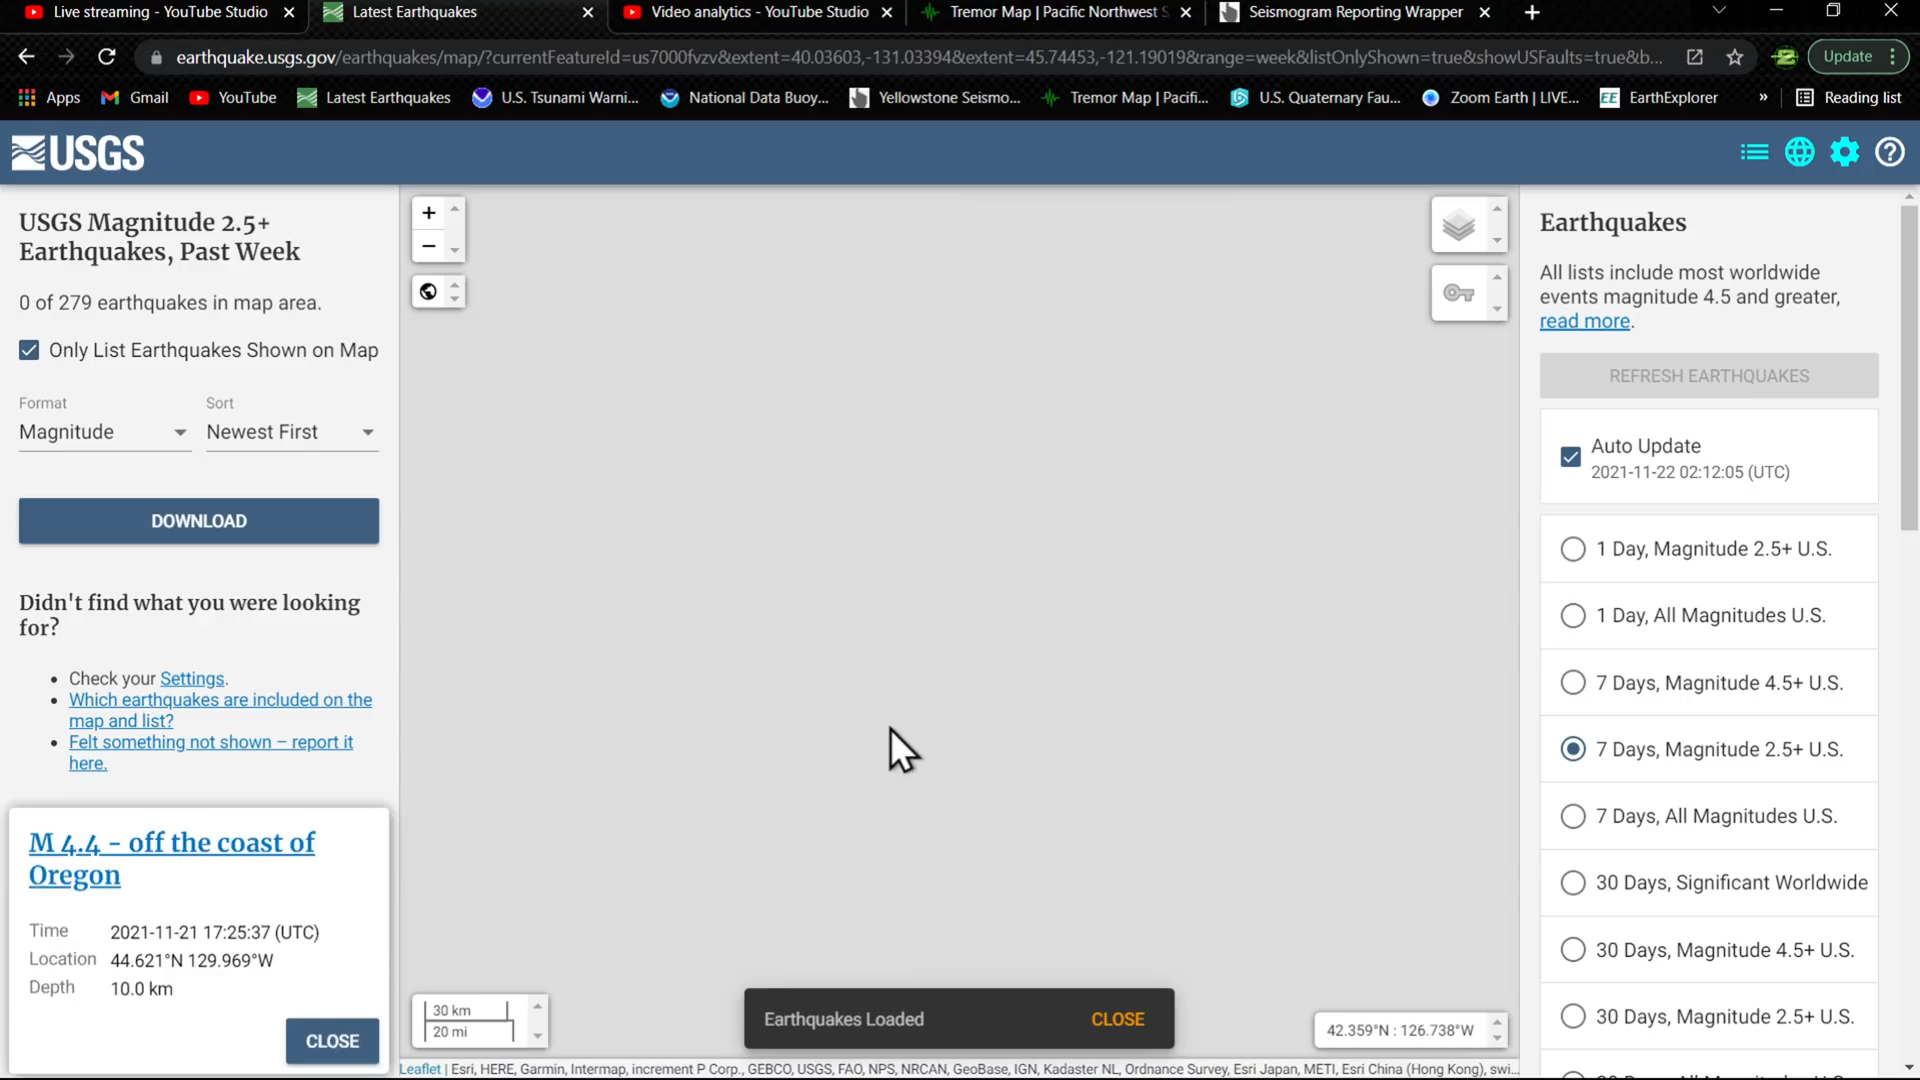 Live streaming - YouTube Studio
Latest Earthquakes
Video analytics - YouTube Studio
Tremor Map | Pacific Northwest S
Seismogram Reporting Wrapper
earthquake.usgs.gov/earthquakes/map/?currentFeatureId=us7000fvzv&extent=40.03603,-131.03394&extent=45.74453,-121.19019&range=week&listOnlyShown=true&showUSFaults=true&b...
Update
Apps
Gmail
YouTube
Latest Earthquakes
U.S. Tsunami Warni...
National Data Buoy...
Yellowstone Seismo...
Tremor Map | Pacifi...
U.S. Quaternary Fau...
Zoom Earth | LIVE...
EE EarthExplorer
»
Reading list
USGS
USGS Magnitude 2.5+
Earthquakes, Past Week
0 of 279 earthquakes in map area.
Only List Earthquakes Shown on Map
Format
Sort
Magnitude
Newest First
DOWNLOAD
Didn't find what you were looking
for?
• Check your Settings.
• Which earthquakes are included on the
map and list?
• Felt something not shown – report it
here.
M 4.4 - off the coast of
Oregon
Time 2021-11-21 17:25:37 (UTC)
Location 44.621°N 129.969°W
Depth 10.0 km
CLOSE
+
−
30 km
20 mi
Earthquakes Loaded
CLOSE
42.359°N : 126.738°W
Leaflet | Esri, HERE, Garmin, Intermap, increment P Corp., GEBCO, USGS, FAO, NPS, NRCAN, GeoBase, IGN, Kadaster NL, Ordnance Survey, Esri Japan, METI, Esri China (Hong Kong), swi...
Earthquakes
All lists include most worldwide
events magnitude 4.5 and greater,
read more.
REFRESH EARTHQUAKES
Auto Update
2021-11-22 02:12:05 (UTC)
1 Day, Magnitude 2.5+ U.S.
1 Day, All Magnitudes U.S.
7 Days, Magnitude 4.5+ U.S.
7 Days, Magnitude 2.5+ U.S.
7 Days, All Magnitudes U.S.
30 Days, Significant Worldwide
30 Days, Magnitude 4.5+ U.S.
30 Days, Magnitude 2.5+ U.S.